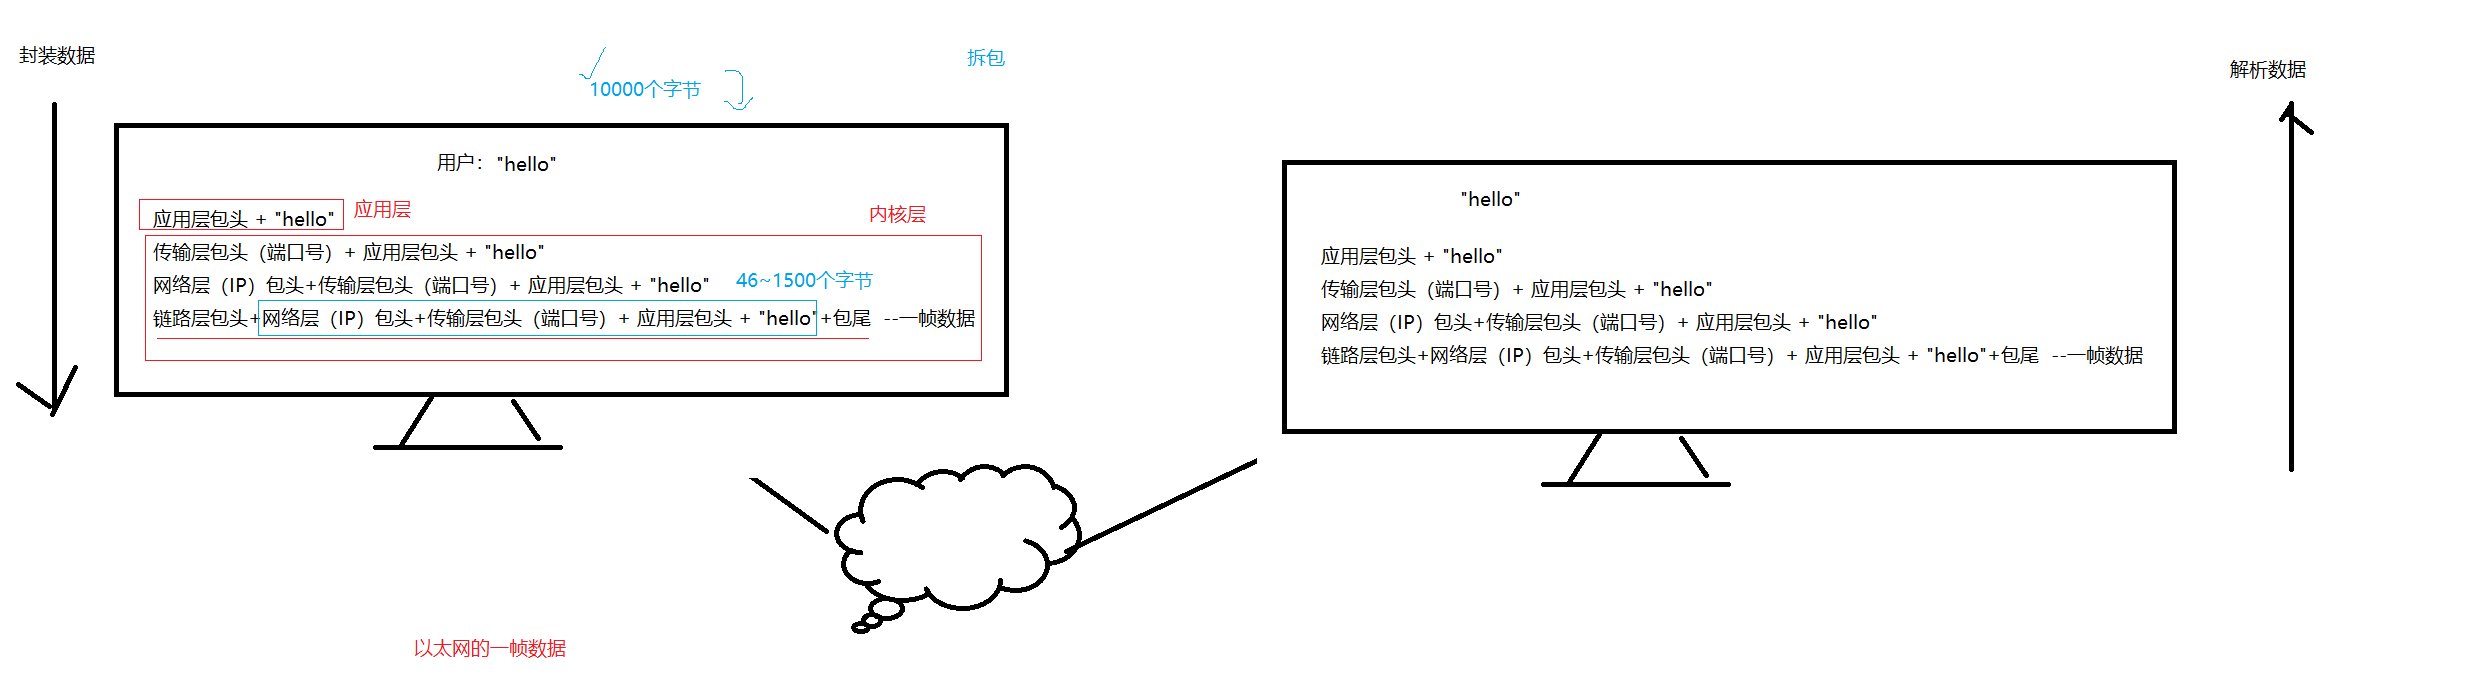 封装数据
10000个字节
拆包
解析数据
用户："hello"
应用层包头 + "hello"
应用层
内核层
传输层包头（端口号）+ 应用层包头 + "hello"
网络层（IP）包头+传输层包头（端口号）+ 应用层包头 + "hello"
46~1500个字节
链路层包头+网络层（IP）包头+传输层包头（端口号）+ 应用层包头 + "hello"+包尾 --一帧数据
"hello"
应用层包头 + "hello"
传输层包头（端口号）+ 应用层包头 + "hello"
网络层（IP）包头+传输层包头（端口号）+ 应用层包头 + "hello"
链路层包头+网络层（IP）包头+传输层包头（端口号）+ 应用层包头 + "hello"+包尾 --一帧数据
以太网的一帧数据